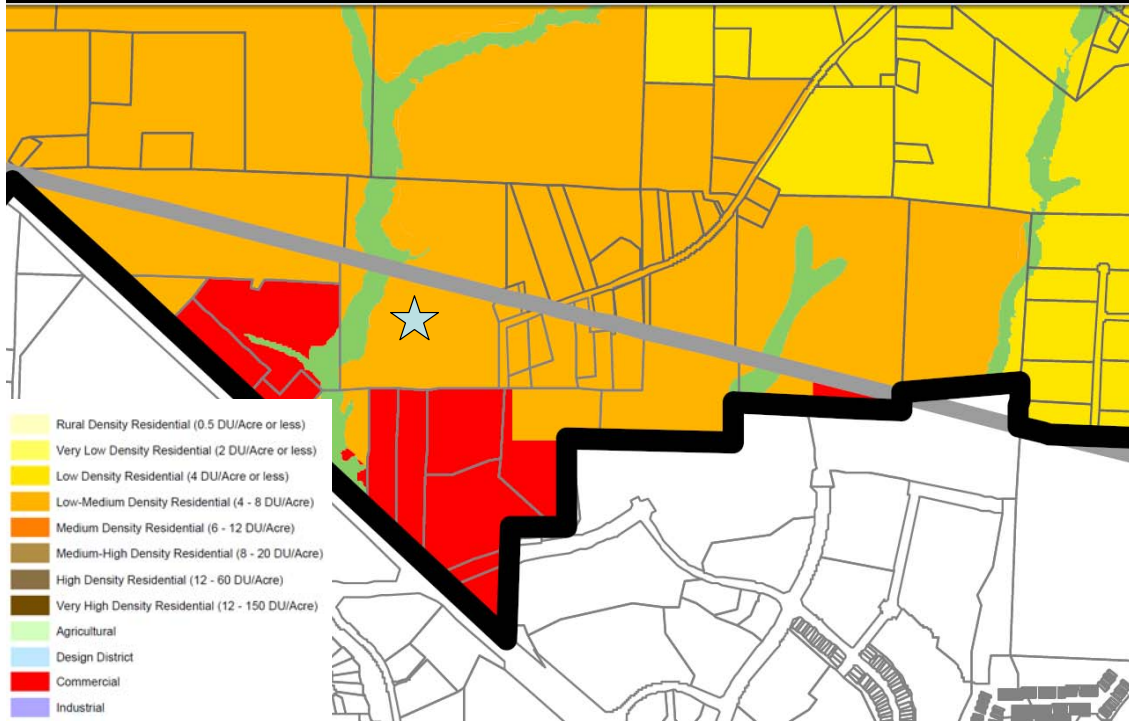 Rural Density Residential (0.5 DU/Acre or less)
Very Low Density Residential (2 DU/Acre or less)
Low Density Residential (4 DU/Acre or less)
Low-Medium Density Residential (4 - 8 DU/Acre)
Medium Density Residential (6 - 12 DU/Acre)
Medium-High Density Residential (8 - 20 DU/Acre)
High Density Residential (12 - 60 DU/Acre)
Very High Density Residential (12 - 150 DU/Acre)
Agricultural
Design District
Commercial
Industrial